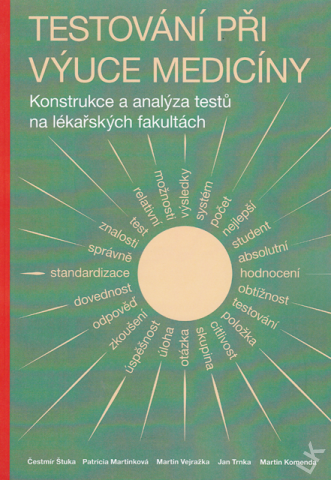 TESTOVÁNÍ PŘI
VÝUCE MEDICÍNY
Konstrukce a analýza testů
na lékařských fakultách
výsledky
systém
počet
nejlepší
student
absolutní
hodnocení
obtížnost
testování
položka
citlivost
skupina
otázka
úloha
úspěšnost
zkoušení
odpověď
dovednost
standardizace
správně
znalosti
test
relativní
možnosti
Čestmír Štuka Patrícia Martinková Martin Vejražka Jan Trnka Martin Komenda